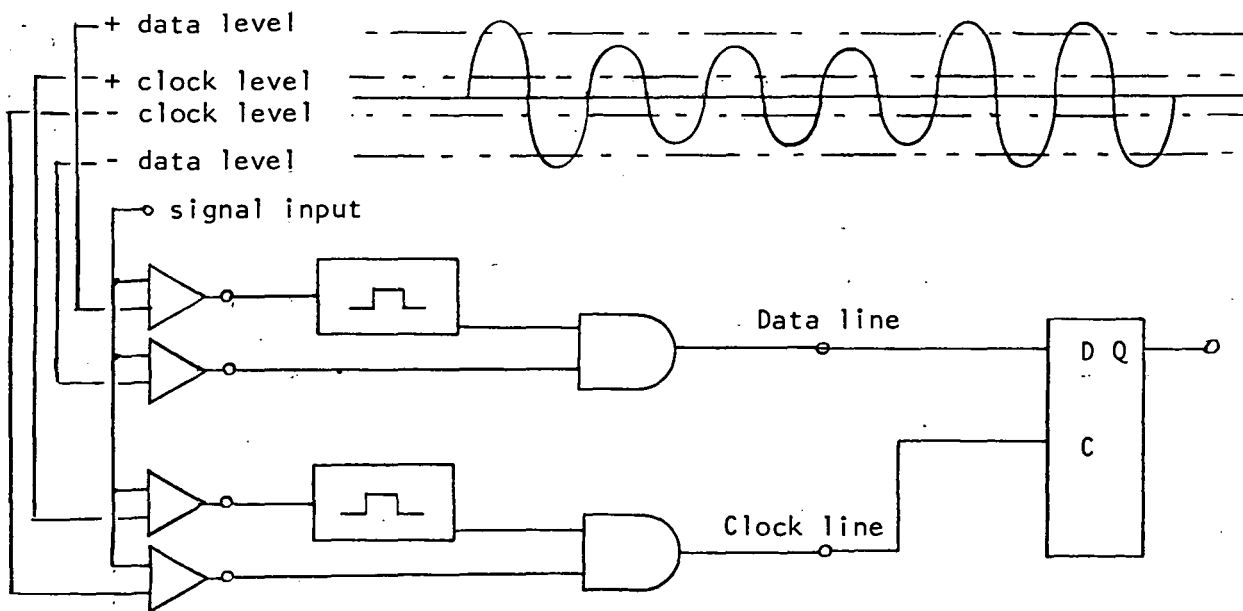 + data level
+ clock level
- clock level
- data level
signal input
Data line
D Q
C
Clock line